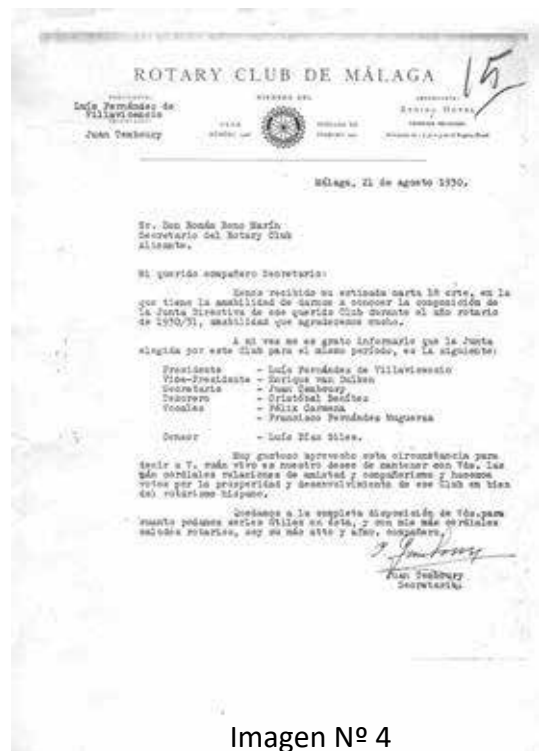 15
ROTARY CLUB DE MÁLAGA
Luis Fernández de
Villavicencio
Juan Temboury
Málaga, 21 de agosto 1930.
Sr. Don Román Bono Marín
Secretario del Rotary Club
Alicante.
Mi querido compañero Secretario:
Hemos recibido su estimada carta 18 crte, en la
que tiene la amabilidad de darnos a conocer la composición de
la Junta Directiva de ese querido Club durante el año rotario
de 1930/31, amabilidad que agradecemos mucho.
A mi vez me es grato informarle que la Junta
elegida por este Club para el mismo período, es la siguiente:
Presidente - Luis Fernández de Villavicencio
Vice-Presidente - Enrique van Dulken
Secretario - Juan Temboury
Tesorero - Cristóbal Benítez
Vocales - Félix Carmena
- Francisco Fernández
Censor - Luis Díaz Giles.
Muy gustoso aprovecho esta circunstancia para
decir a V. cuán vivo es nuestro deseo de mantener con Vds. las
más cordiales relaciones de amistad y compañerismo y hacemos
votos por la prosperidad y desenvolvimiento de ese Club en bien
del rotarismo hispano.
Quedamos a la completa disposición de Vds. para
cuanto podamos serles útiles en ésta, y con mis más cordiales
saludos rotarios, soy su más atto y afmo. compañero,
Juan Temboury
Secretario.
Imagen Nº 4